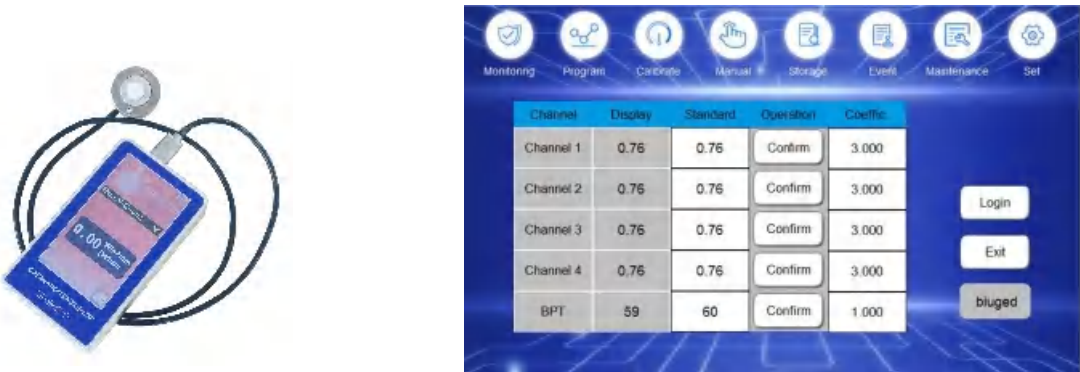 Monitoring Program Calibrate Manual Storage Event Maintenance Set
Channel Display Standard Operation Coeffic.
Channel 1 0.76 0.76 Confirm 3.000
Channel 2 0.76 0.76 Confirm 3.000
Channel 3 0.76 0.76 Confirm 3.000
Channel 4 0.76 0.76 Confirm 3.000
BPT 59 60 Confirm 1.000
Login
Exit
biuged
0.00